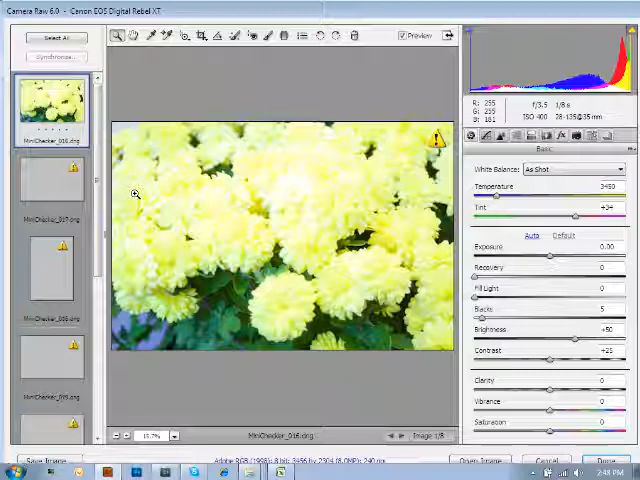 Camera Raw 6.0 - Canon EOS Digital Rebel XT
Select All
Synchronize...
Preview
R: 255
G: 255
B: 181
f/3.5 1/8 s
ISO 400 28-135@35 mm
Basic
MiniChecker_016.dng
MiniChecker_017.dng
MiniChecker_018.dng
MiniChecker_019.dng
White Balance: As Shot
Temperature 3450
Tint +34
Auto Default
Exposure 0.00
Recovery 0
Fill Light 0
Blacks 5
Brightness +50
Contrast +25
Clarity 0
Vibrance 0
Saturation 0
MiniChecker_016.dng
Image 1/8
Save Image...
Adobe RGB (1998); 8 bit; 3456 by 2304 (8.0MP); 240 ppi
Open Image
Cancel
Done
2:48 PM